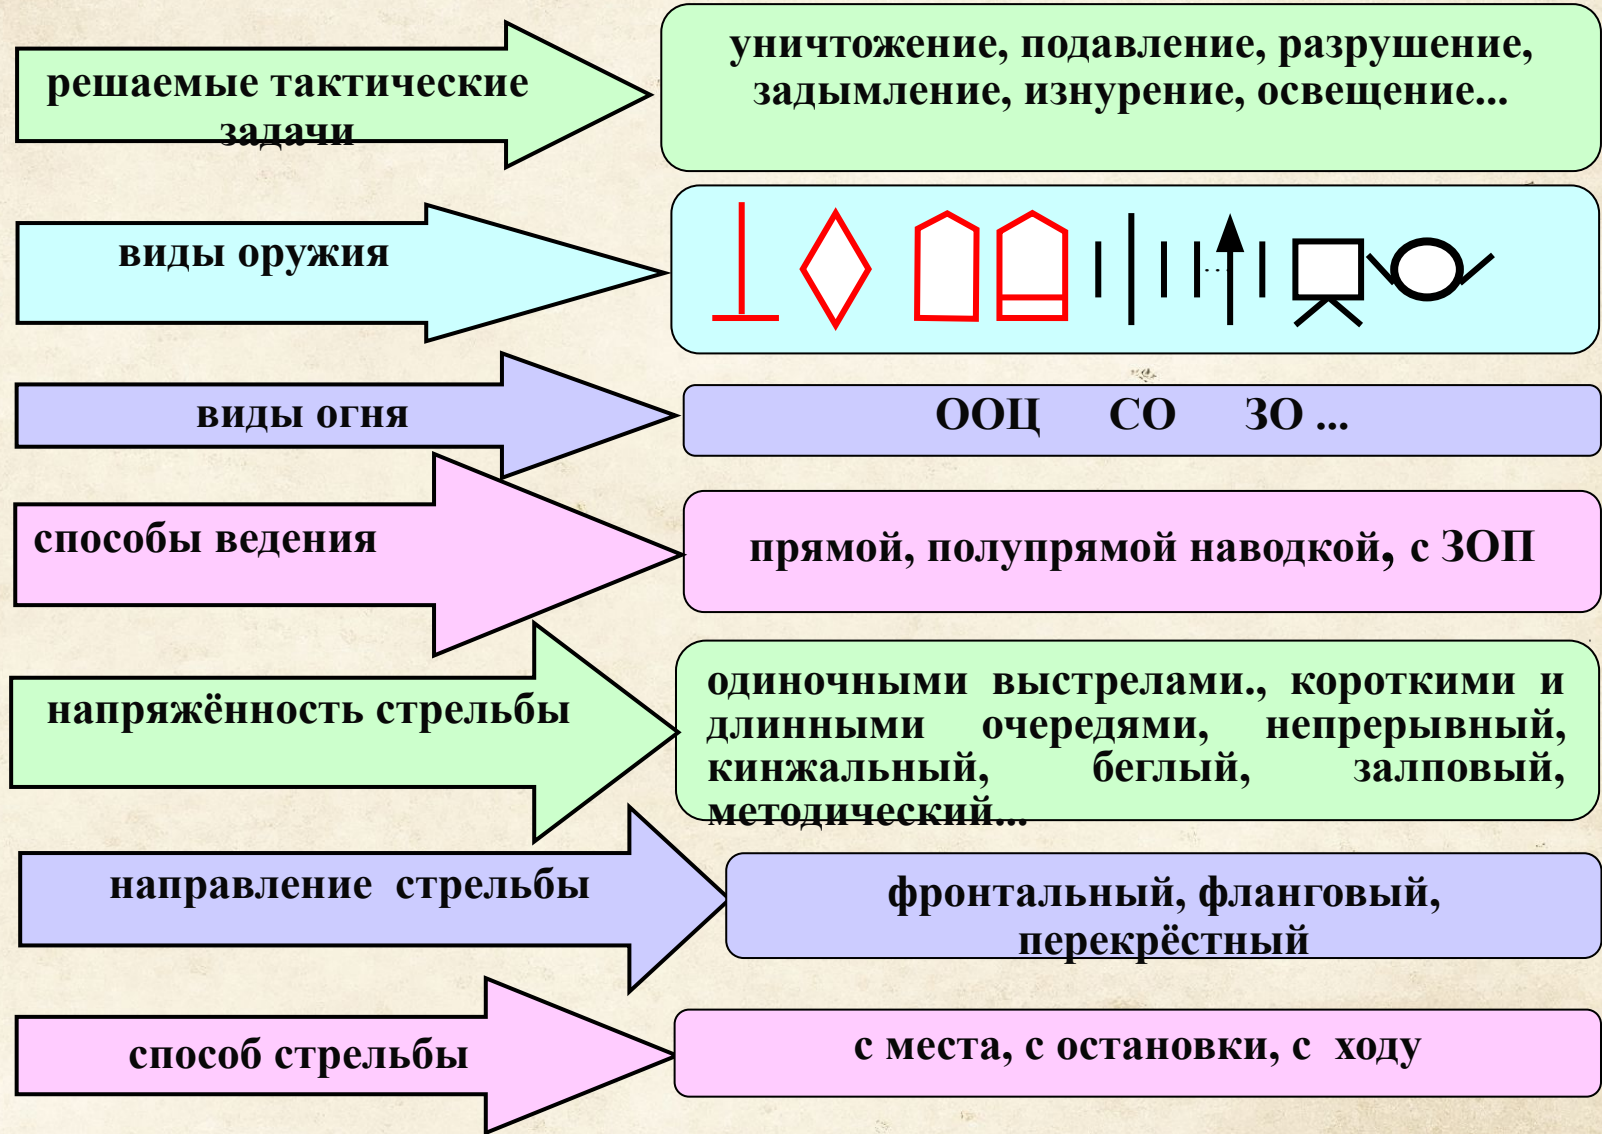 решаемые тактические
задачи
уничтожение, подавление, разрушение,
задымление, изнурение, освещение...
виды оружия
виды огня
ООЦ СО ЗО ...
способы ведения
прямой, полупрямой наводкой, с ЗОП
напряжённость стрельбы
одиночными выстрелами., короткими и
длинными очередями, непрерывный,
кинжальный, беглый, залповый,
методический...
направление стрельбы
фронтальный, фланговый,
перекрёстный
способ стрельбы
с места, с остановки, с ходу